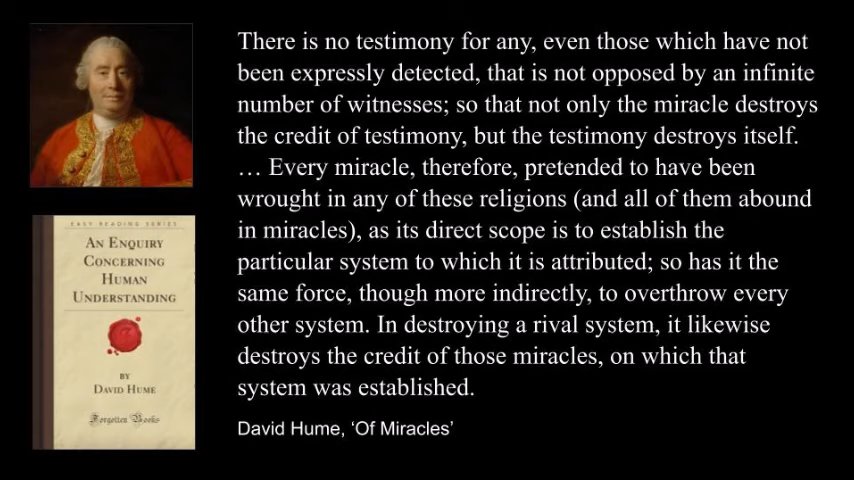 There is no testimony for any, even those which have not
been expressly detected, that is not opposed by an infinite
number of witnesses; so that not only the miracle destroys
the credit of testimony, but the testimony destroys itself.
… Every miracle, therefore, pretended to have been
wrought in any of these religions (and all of them abound
in miracles), as its direct scope is to establish the
particular system to which it is attributed; so has it the
same force, though more indirectly, to overthrow every
other system. In destroying a rival system, it likewise
destroys the credit of those miracles, on which that
system was established.
David Hume, ‘Of Miracles’
EASY READING SERIES
AN ENQUIRY
CONCERNING
HUMAN
UNDERSTANDING
BY
DAVID HUME
Forgotten Books